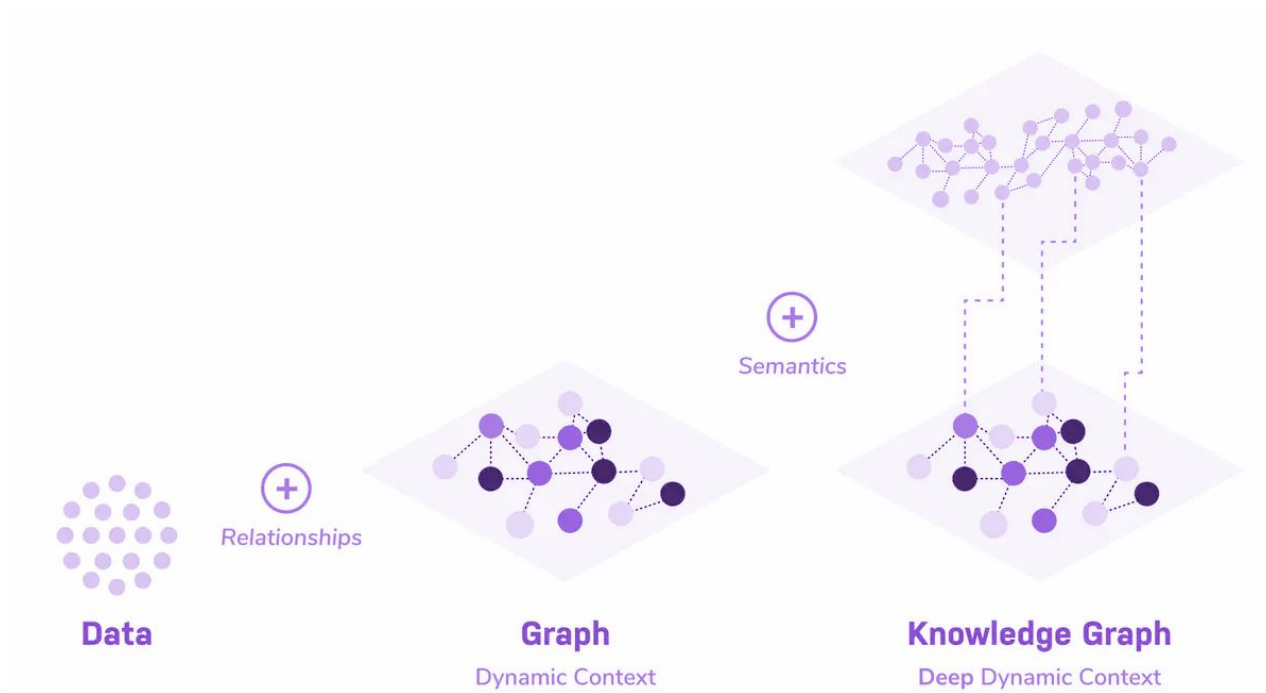 Semantics
Relationships
Data
Graph
Knowledge Graph
Dynamic Context
Deep Dynamic Context